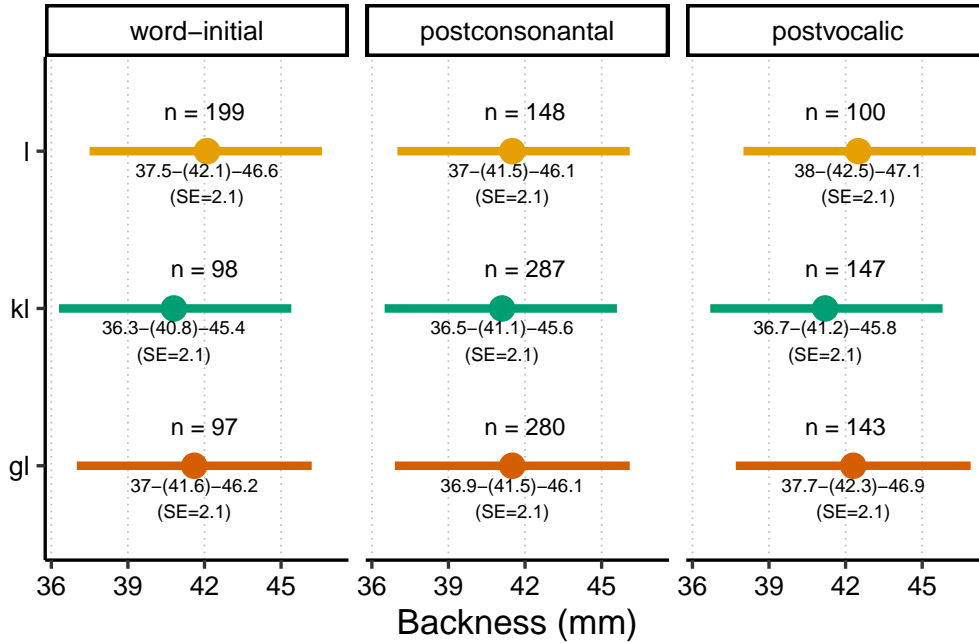 word−initial
postconsonantal
postvocalic
l
n = 199
37.5−(42.1)−46.6
(SE=2.1)
n = 148
37−(41.5)−46.1
(SE=2.1)
n = 100
38−(42.5)−47.1
(SE=2.1)
kl
n = 98
36.3−(40.8)−45.4
(SE=2.1)
n = 287
36.5−(41.1)−45.6
(SE=2.1)
n = 147
36.7−(41.2)−45.8
(SE=2.1)
gl
n = 97
37−(41.6)−46.2
(SE=2.1)
n = 280
36.9−(41.5)−46.1
(SE=2.1)
n = 143
37.7−(42.3)−46.9
(SE=2.1)
36 39 42 45
36 39 42 45
36 39 42 45
Backness (mm)